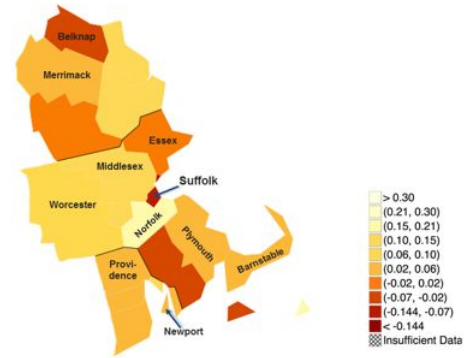 Belknap
Merrimack
Essex
Middlesex
Suffolk
Worcester
Norfolk
Plymouth
Provi-
dence
Barnstable
Newport
> 0.30
(0.21, 0.30)
(0.15, 0.21)
(0.10, 0.15)
(0.06, 0.10)
(0.02, 0.06)
(-0.02, 0.02)
(-0.07, -0.02)
(-0.144, -0.07)
< -0.144
Insufficient Data